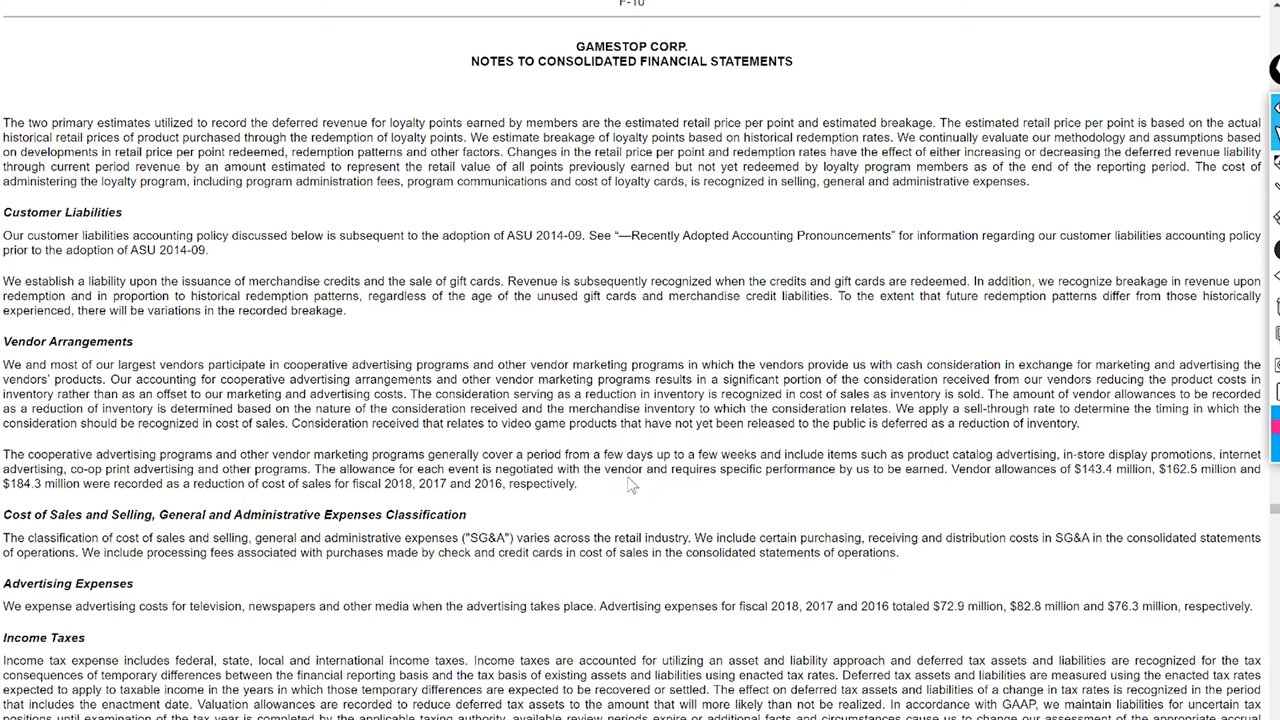 F-10
GAMESTOP CORP.
NOTES TO CONSOLIDATED FINANCIAL STATEMENTS
The two primary estimates utilized to record the deferred revenue for loyalty points earned by members are the estimated retail price per point and estimated breakage. The estimated retail price per point is based on the actual
historical retail prices of product purchased through the redemption of loyalty points. We estimate breakage of loyalty points based on historical redemption rates. We continually evaluate our methodology and assumptions based
on developments in retail price per point redeemed, redemption patterns and other factors. Changes in the retail price per point and redemption rates have the effect of either increasing or decreasing the deferred revenue liability
through current period revenue by an amount estimated to represent the retail value of all points previously earned but not yet redeemed by loyalty program members as of the end of the reporting period. The cost of
administering the loyalty program, including program administration fees, program communications and cost of loyalty cards, is recognized in selling, general and administrative expenses.
Customer Liabilities
Our customer liabilities accounting policy discussed below is subsequent to the adoption of ASU 2014-09. See “—Recently Adopted Accounting Pronouncements” for information regarding our customer liabilities accounting policy
prior to the adoption of ASU 2014-09.
We establish a liability upon the issuance of merchandise credits and the sale of gift cards. Revenue is subsequently recognized when the credits and gift cards are redeemed. In addition, we recognize breakage in revenue upon
redemption and in proportion to historical redemption patterns, regardless of the age of the unused gift cards and merchandise credit liabilities. To the extent that future redemption patterns differ from those historically
experienced, there will be variations in the recorded breakage.
Vendor Arrangements
We and most of our largest vendors participate in cooperative advertising programs and other vendor marketing programs in which the vendors provide us with cash consideration in exchange for marketing and advertising the
vendors' products. Our accounting for cooperative advertising arrangements and other vendor marketing programs results in a significant portion of the consideration received from our vendors reducing the product costs in
inventory rather than as an offset to our marketing and advertising costs. The consideration serving as a reduction in inventory is recognized in cost of sales as inventory is sold. The amount of vendor allowances to be recorded
as a reduction of inventory is determined based on the nature of the consideration received and the merchandise inventory to which the consideration relates. We apply a sell-through rate to determine the timing in which the
consideration should be recognized in cost of sales. Consideration received that relates to video game products that have not yet been released to the public is deferred as a reduction of inventory.
The cooperative advertising programs and other vendor marketing programs generally cover a period from a few days up to a few weeks and include items such as product catalog advertising, in-store display promotions, internet
advertising, co-op print advertising and other programs. The allowance for each event is negotiated with the vendor and requires specific performance by us to be earned. Vendor allowances of $143.4 million, $162.5 million and
$184.3 million were recorded as a reduction of cost of sales for fiscal 2018, 2017 and 2016, respectively.
Cost of Sales and Selling, General and Administrative Expenses Classification
The classification of cost of sales and selling, general and administrative expenses ("SG&A") varies across the retail industry. We include certain purchasing, receiving and distribution costs in SG&A in the consolidated statements
of operations. We include processing fees associated with purchases made by check and credit cards in cost of sales in the consolidated statements of operations.
Advertising Expenses
We expense advertising costs for television, newspapers and other media when the advertising takes place. Advertising expenses for fiscal 2018, 2017 and 2016 totaled $72.9 million, $82.8 million and $76.3 million, respectively.
Income Taxes
Income tax expense includes federal, state, local and international income taxes. Income taxes are accounted for utilizing an asset and liability approach and deferred tax assets and liabilities are recognized for the tax
consequences of temporary differences between the financial reporting basis and the tax basis of existing assets and liabilities using enacted tax rates. Deferred tax assets and liabilities are measured using the enacted tax rates
expected to apply to taxable income in the years in which those temporary differences are expected to be recovered or settled. The effect on deferred tax assets and liabilities of a change in tax rates is recognized in the period
that includes the enactment date. Valuation allowances are recorded to reduce deferred tax assets to the amount that will more likely than not be realized. In accordance with GAAP, we maintain liabilities for uncertain tax
positions until examination of the tax year is completed by the applicable taxing authority, available review periods expire or additional facts and circumstances cause us to change our assessment of the appropriate accrual